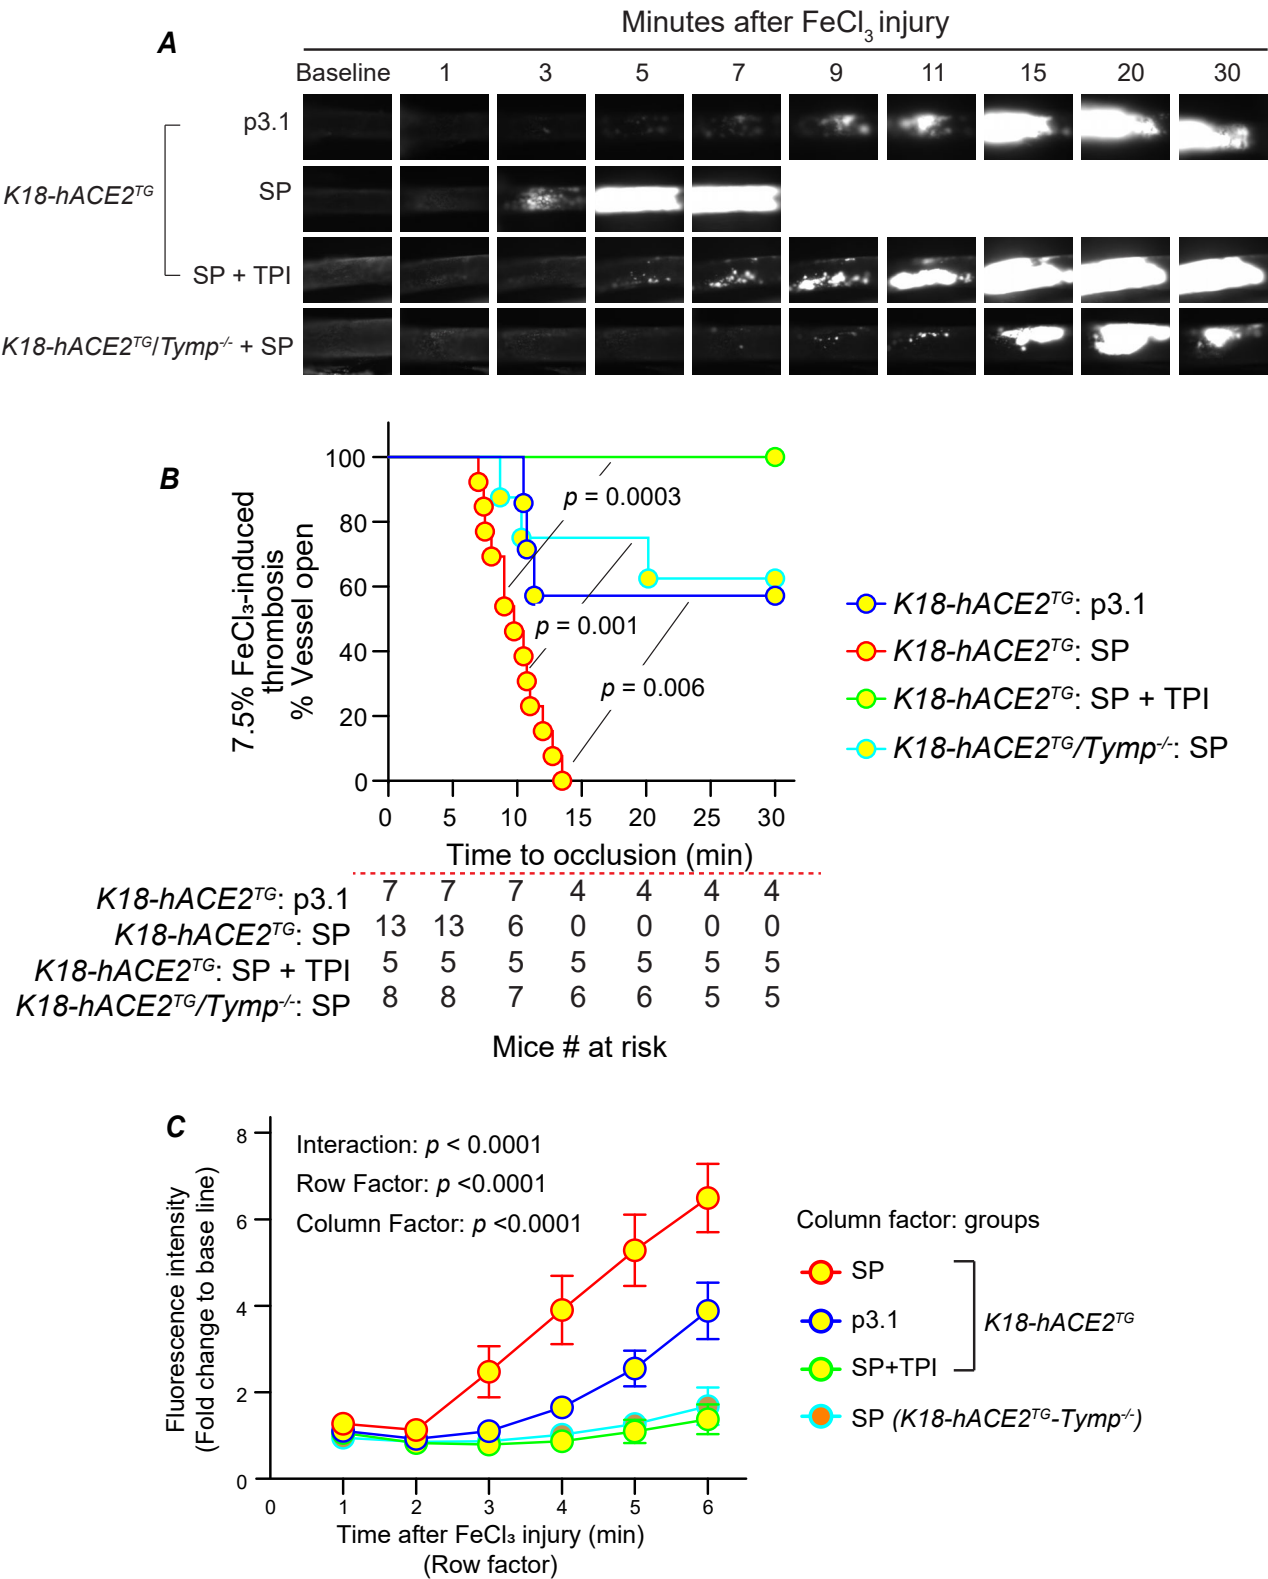 A
Minutes after FeCl3 injury
Baseline 1 3 5 7 9 11 15 20 30
p3.1
K18-hACE2TG
SP
SP + TPI
K18-hACE2TG/Tymp-/- + SP
B
7.5% FeCl₃-induced
thrombosis
% Vessel open
100
80
60
40
20
0
p = 0.0003
p = 0.001
p = 0.006
0 5 10 15 20 25 30
Time to occlusion (min)
K18-hACE2TG: p3.1
K18-hACE2TG: SP
K18-hACE2TG: SP + TPI
K18-hACE2TG/Tymp-/-: SP
K18-hACE2TG: p3.1 7 7 7 4 4 4 4
K18-hACE2TG: SP 13 13 6 0 0 0 0
K18-hACE2TG: SP + TPI 5 5 5 5 5 5 5
K18-hACE2TG/Tymp-/-: SP 8 8 7 6 6 5 5
Mice # at risk
C
Fluorescence intensity
(Fold change to base line)
8
6
4
2
0
Interaction: p < 0.0001
Row Factor: p <0.0001
Column Factor: p <0.0001
0 1 2 3 4 5 6
Time after FeCl₃ injury (min)
(Row factor)
Column factor: groups
SP
p3.1
K18-hACE2TG
SP+TPI
SP (K18-hACE2TG-Tymp-/-)